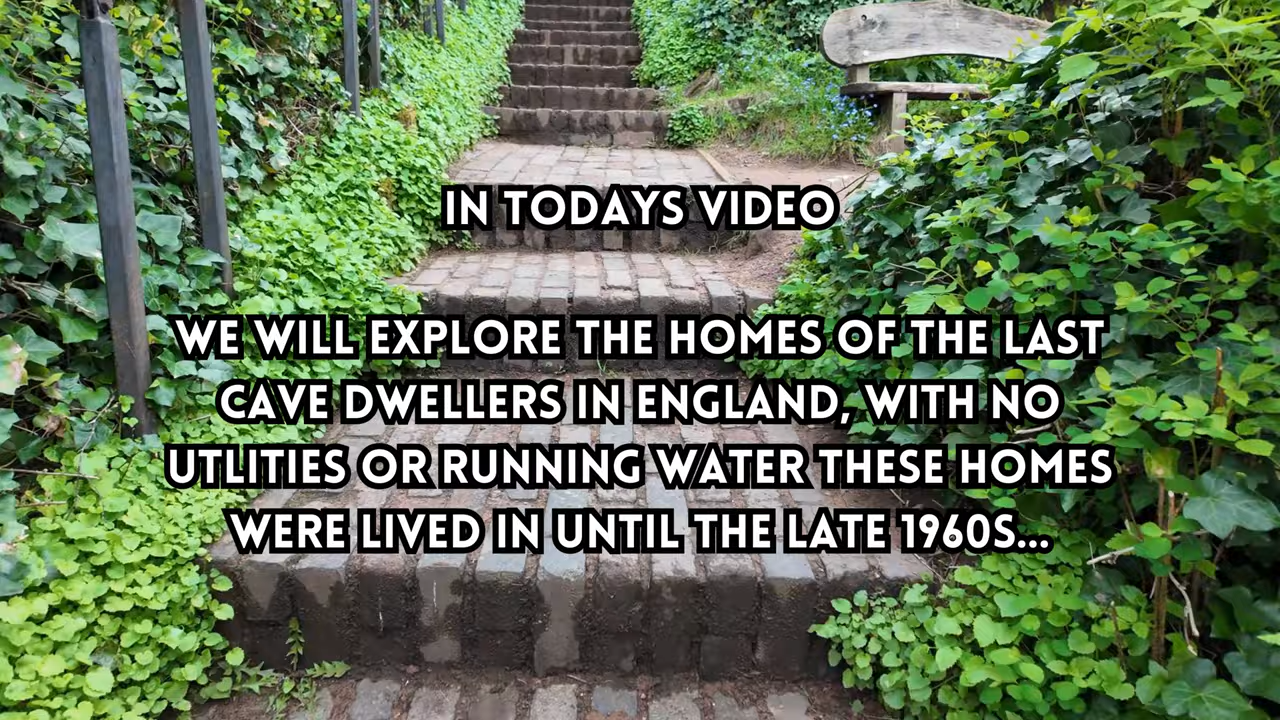 IN TODAYS VIDEO
WE WILL EXPLORE THE HOMES OF THE LAST
CAVE DWELLERS IN ENGLAND, WITH NO
UTLITIES OR RUNNING WATER THESE HOMES
WERE LIVED IN UNTIL THE LATE 1960S...